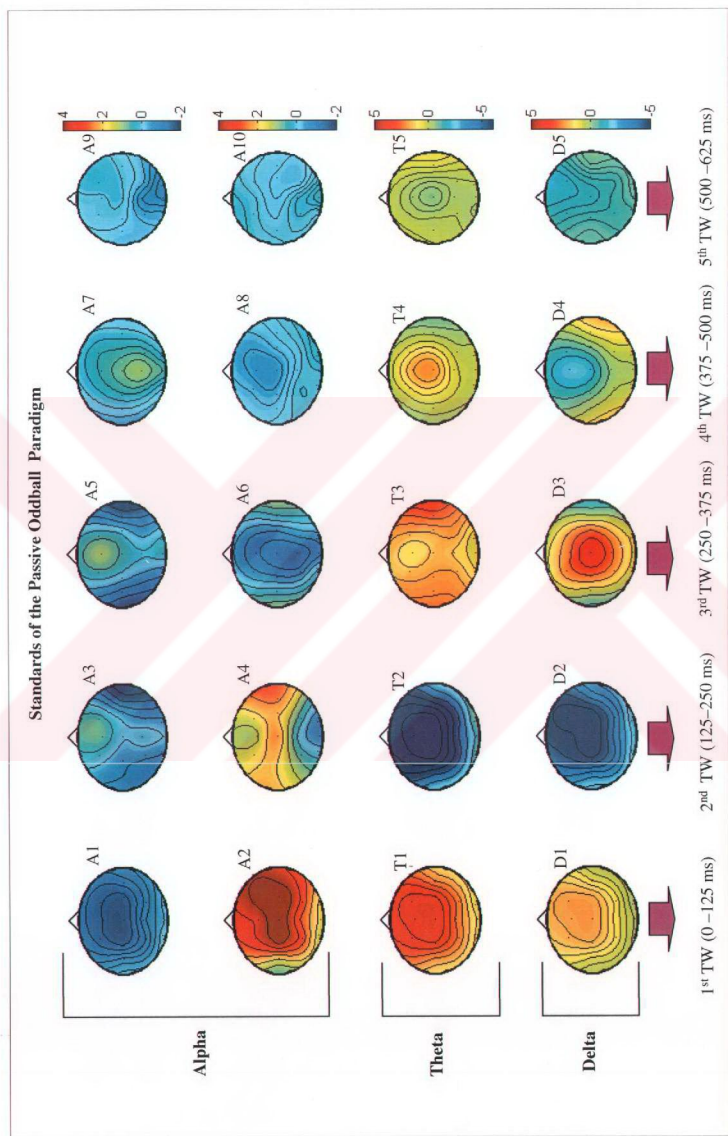 Standards of the Passive Oddball Paradigm
Alpha
A1
A3
A5
A7
A9
4
2
0
-2
A2
A4
A6
A8
A10
4
2
0
-2
Theta
T1
T2
T3
T4
T5
5
0
-5
Delta
D1
D2
D3
D4
D5
5
0
-5
1st TW (0 –125 ms)
2nd TW (125–250 ms)
3rd TW (250 –375 ms)
4th TW (375 –500 ms)
5th TW (500 –625 ms)